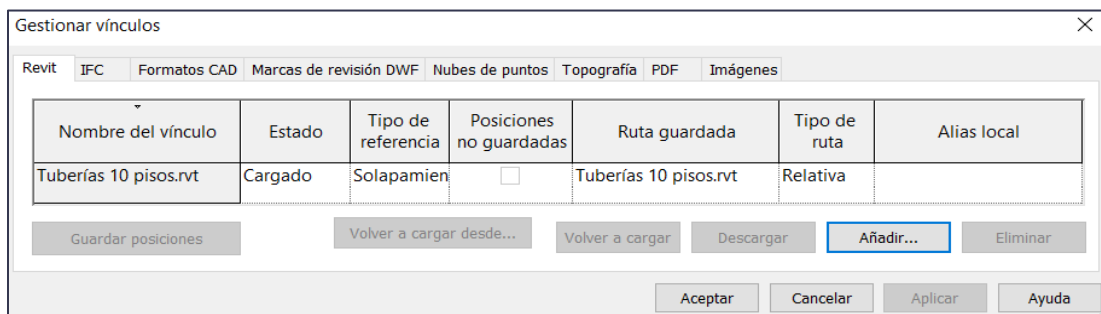 Gestionar vínculos
Revit IFC Formatos CAD Marcas de revisión DWF Nubes de puntos Topografía PDF Imágenes
Nombre del vínculo Estado Tipo de referencia Posiciones no guardadas Ruta guardada Tipo de ruta Alias local
Tuberías 10 pisos.rvt Cargado Solapamien Tuberías 10 pisos.rvt Relativa
Guardar posiciones Volver a cargar desde... Volver a cargar Descargar Añadir... Eliminar
Aceptar Cancelar Aplicar Ayuda